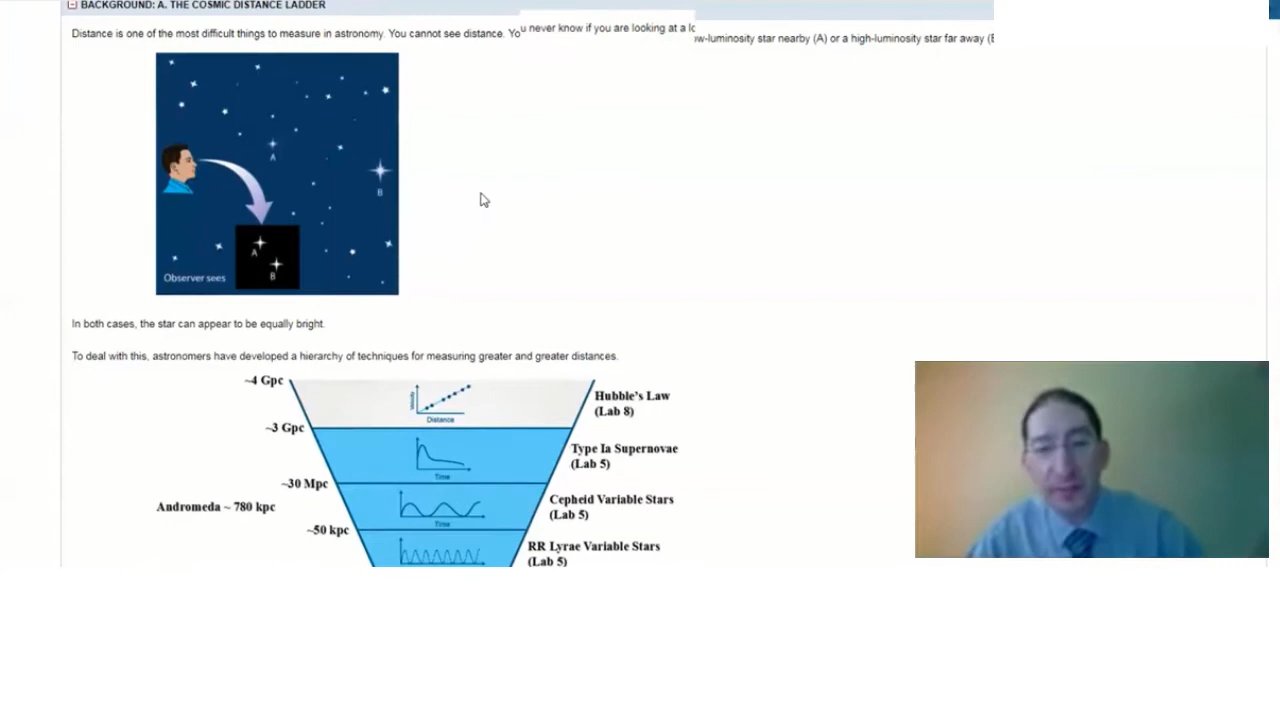 BACKGROUND: A. THE COSMIC DISTANCE LADDER
Distance is one of the most difficult things to measure in astronomy. You cannot see distance. You never know if you are looking at a low-luminosity star nearby (A) or a high-luminosity star far away (B
A
B
A
B
Observer sees
In both cases, the star can appear to be equally bright.
To deal with this, astronomers have developed a hierarchy of techniques for measuring greater and greater distances.
~4 Gpc
Velocity
Distance
Hubble's Law
(Lab 8)
~3 Gpc
Time
Type Ia Supernovae
(Lab 5)
~30 Mpc
Andromeda ~ 780 kpc
Time
Cepheid Variable Stars
(Lab 5)
~50 kpc
RR Lyrae Variable Stars
(Lab 5)